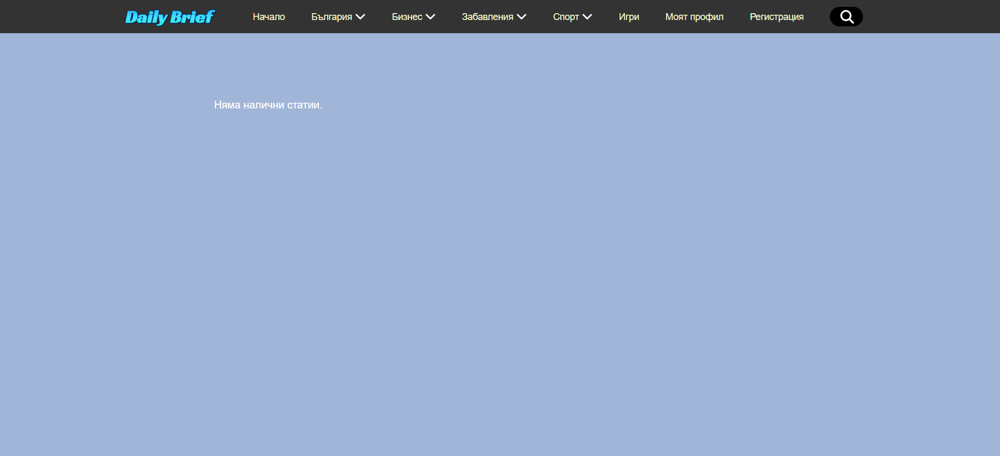 Daily Brief Начало България Бизнес Забавления Спорт Игри Моят профил Регистрация
Няма налични статии.